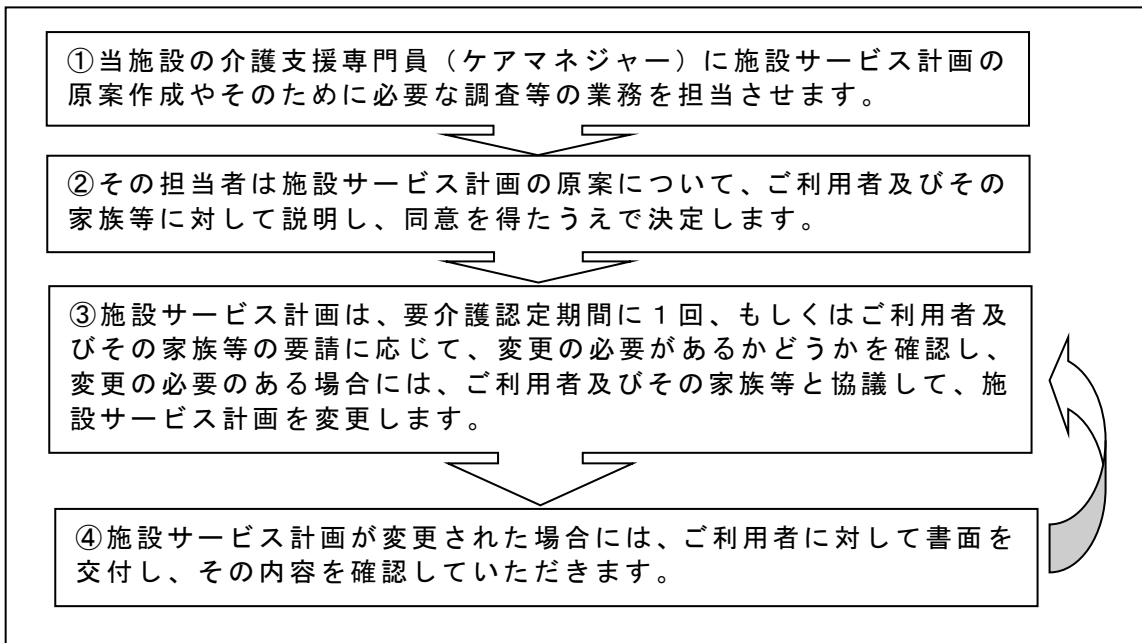 ①当施設の介護支援専門員（ケアマネジャー）に施設サービス計画の
原案作成やそのために必要な調査等の業務を担当させます。
②その担当者は施設サービス計画の原案について、ご利用者及びその
家族等に対して説明し、同意を得たうえで決定します。
③施設サービス計画は、要介護認定期間に１回、もしくはご利用者及
びその家族等の要請に応じて、変更の必要があるかどうかを確認し、
変更の必要のある場合には、ご利用者及びその家族等と協議して、施
設サービス計画を変更します。
④施設サービス計画が変更された場合には、ご利用者に対して書面を
交付し、その内容を確認していただきます。